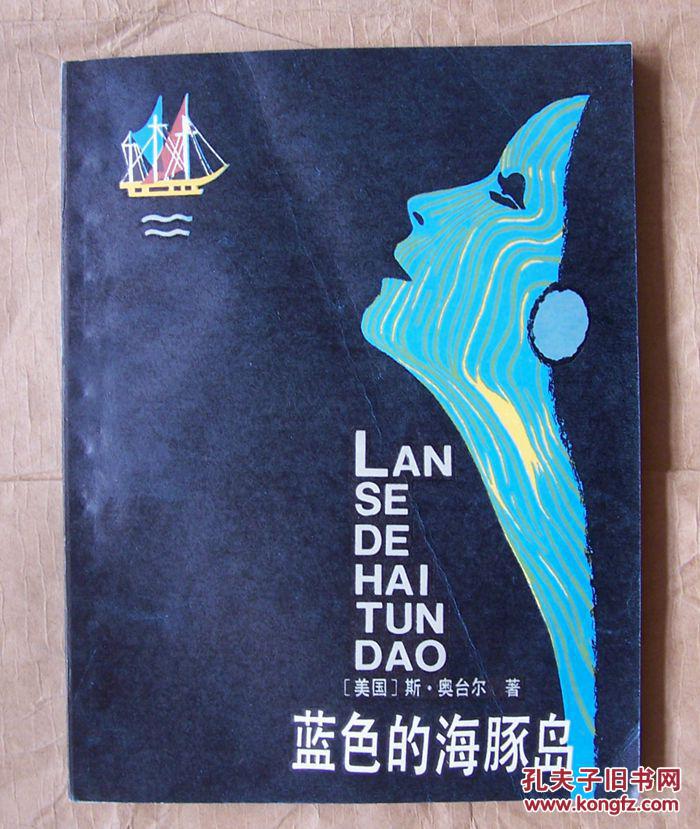 LAN
SE
DE
HAI
TUN
DAO
[美国]斯·奥台尔 著
蓝色的海豚岛
孔夫子旧书网
www.kongfz.com